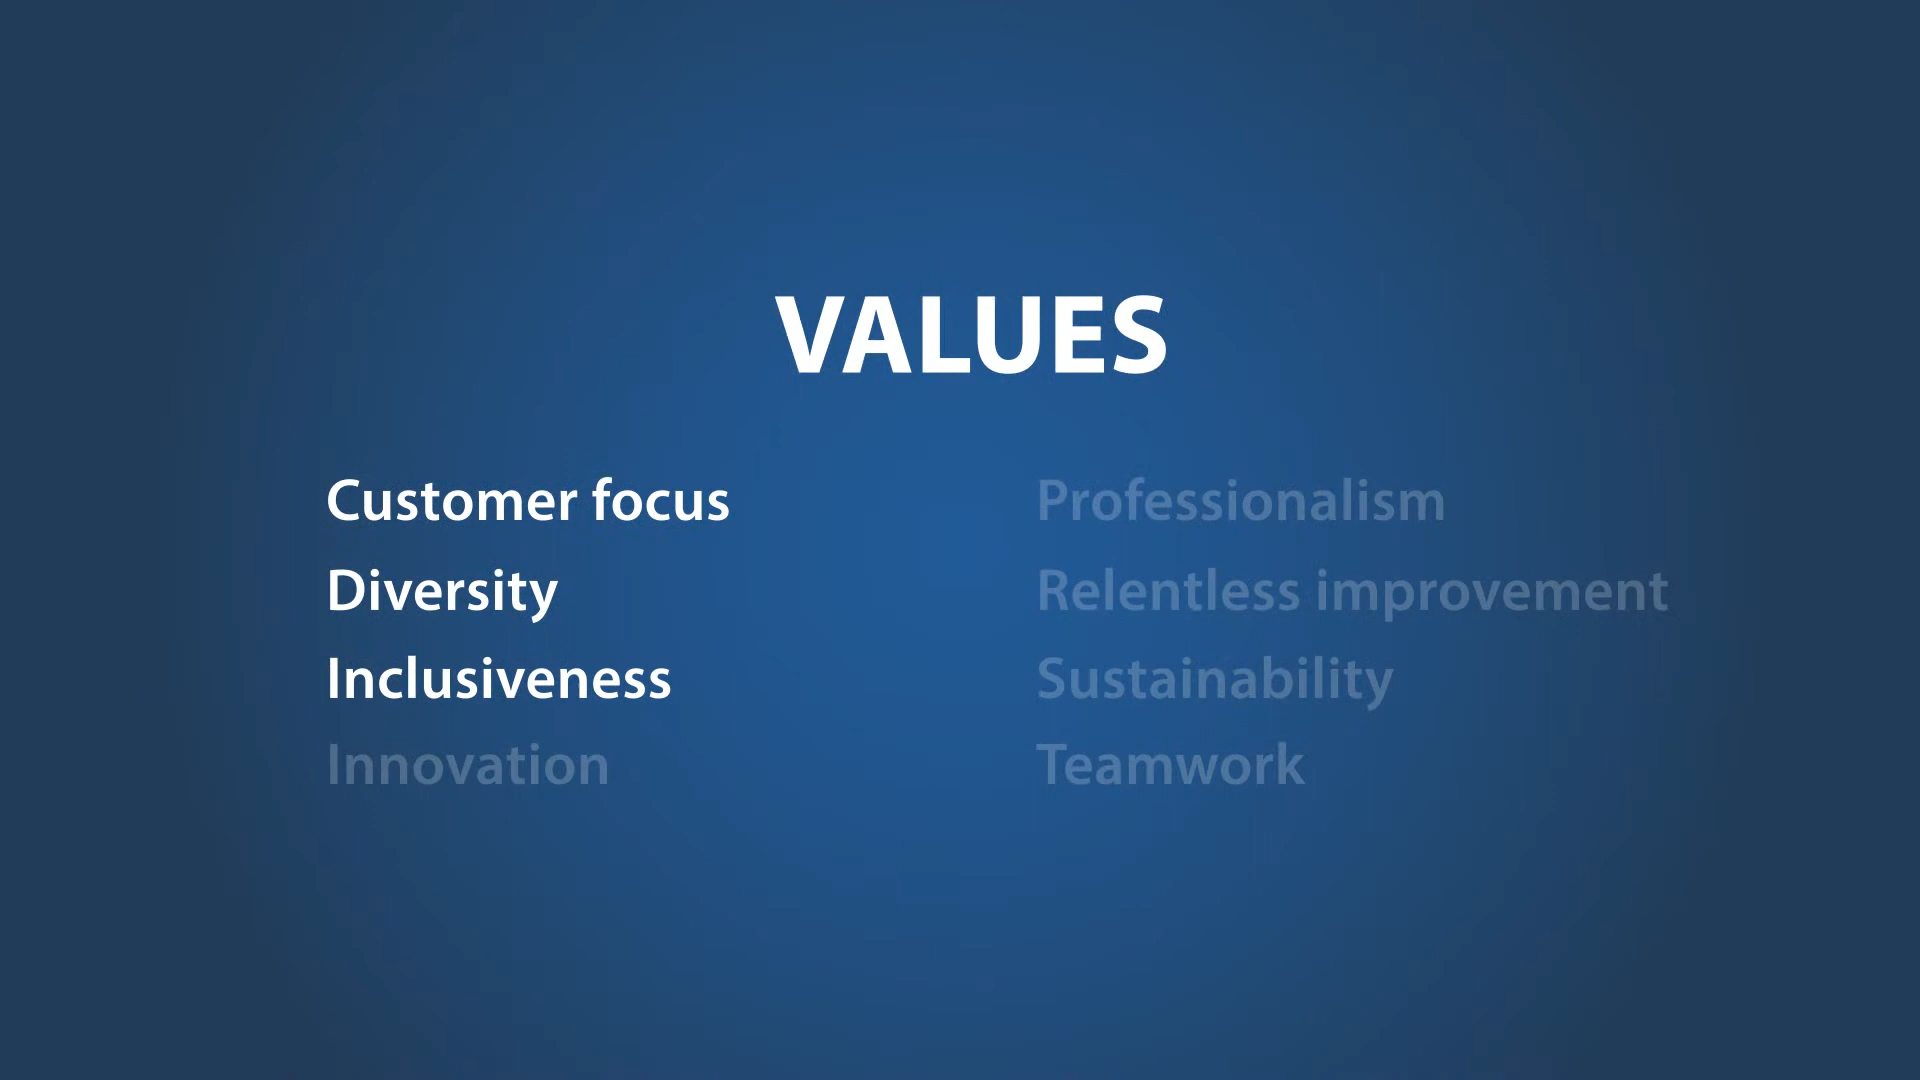 VALUES
Customer focus
Diversity
Inclusiveness
Innovation
Professionalism
Relentless improvement
Sustainability
Teamwork